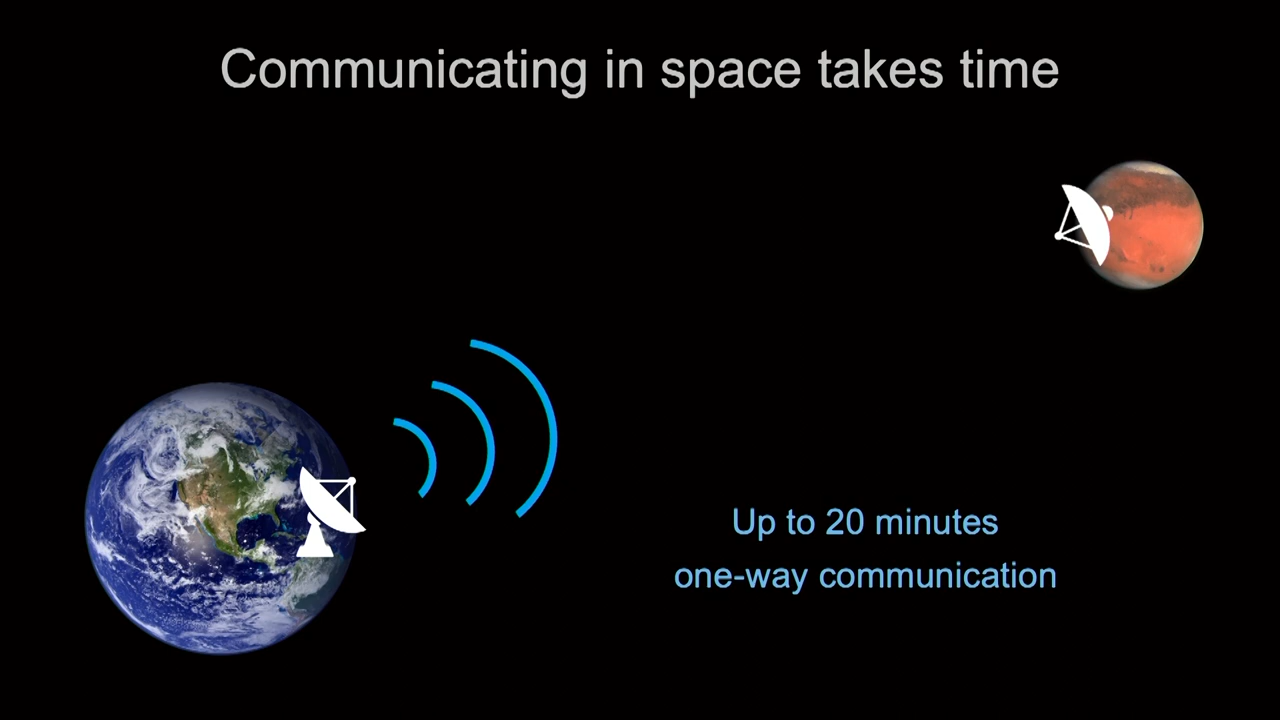 Communicating in space takes time
Up to 20 minutes
one-way communication